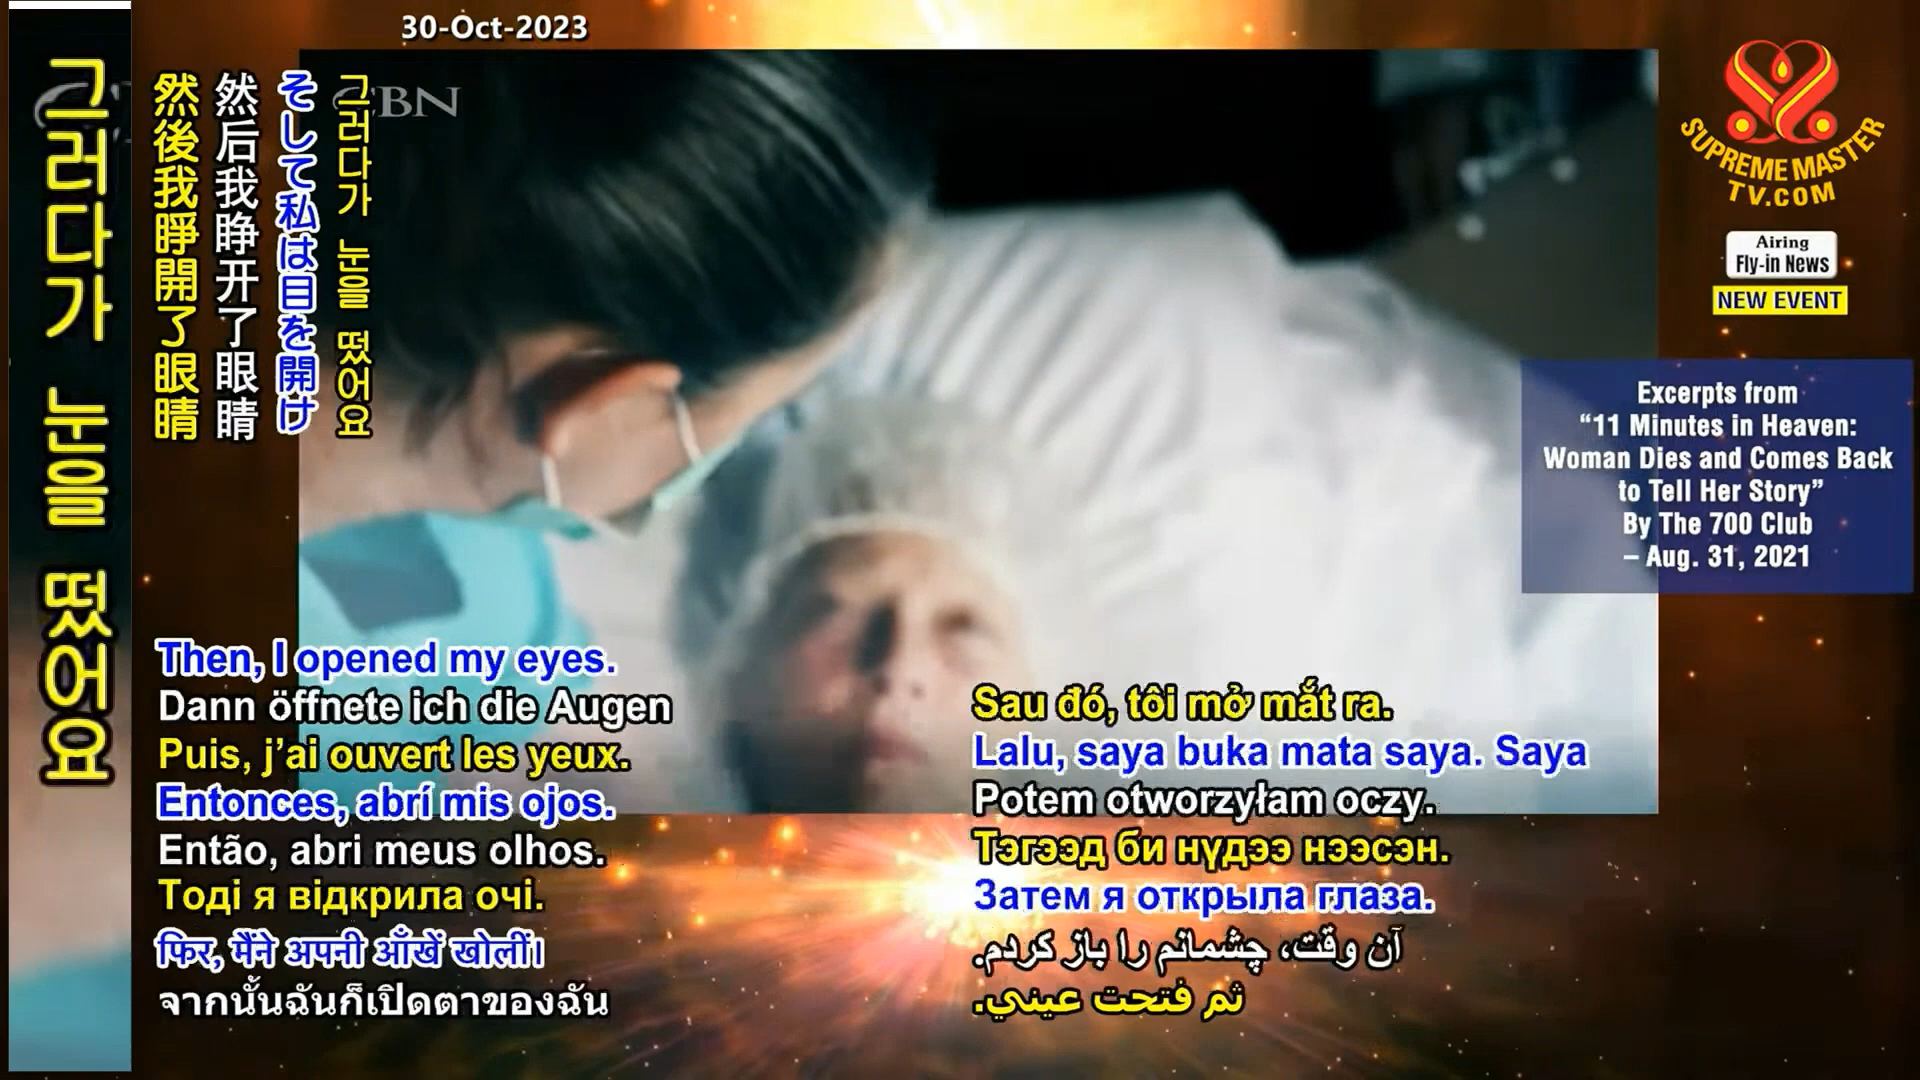 30-Oct-2023
그러다가 눈을 떴어요
然後我睜開了眼睛
然后我睁开了眼睛
そして私は目を開け
그러다가 눈을 떴어요
CBN
SUPREME MASTER
TV.COM
Airing
Fly-in News
NEW EVENT
Excerpts from
“11 Minutes in Heaven:
Woman Dies and Comes Back
to Tell Her Story”
By The 700 Club
– Aug. 31, 2021
Then, I opened my eyes.
Dann öffnete ich die Augen
Puis, j’ai ouvert les yeux.
Entonces, abrí mis ojos.
Então, abri meus olhos.
Тоді я відкрила очі.
फिर, मैंने अपनी आँखें खोलीं।
จากนั้นฉันก็เปิดตาของฉัน
Sau đó, tôi mở mắt ra.
Lalu, saya buka mata saya. Saya
Potem otworzyłam oczy.
Тэгээд би нүдээ нээсэн.
Затем я открыла глаза.
آن وقت، چشمانم را باز کردم.
ثم فتحت عيني.